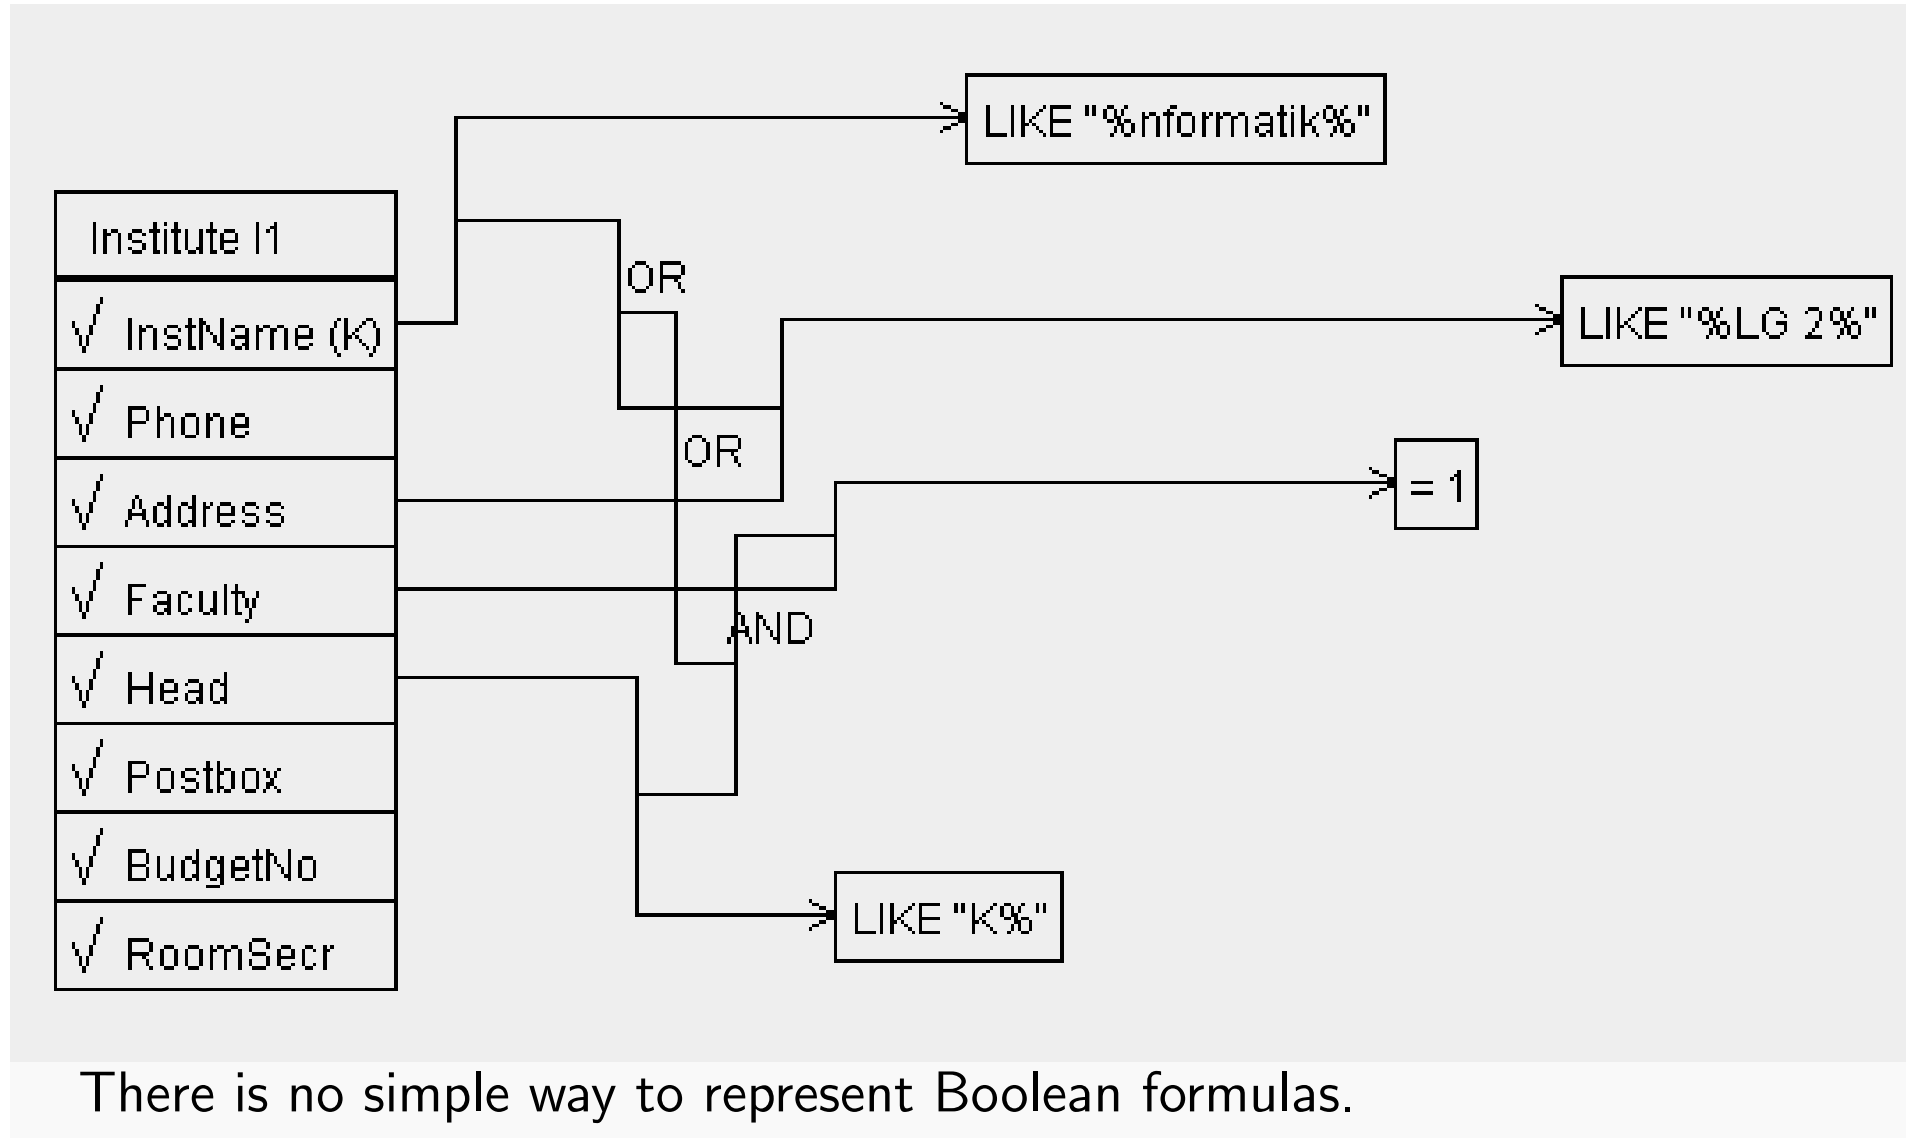 LIKE "%nformatik%"
Institute I1
OR
LIKE "%LG 2%"
√ InstName (K)
√ Phone
OR
= 1
√ Address
√ Faculty
AND
√ Head
√ Postbox
√ BudgetNo
LIKE "K%"
√ RoomSecr
There is no simple way to represent Boolean formulas.